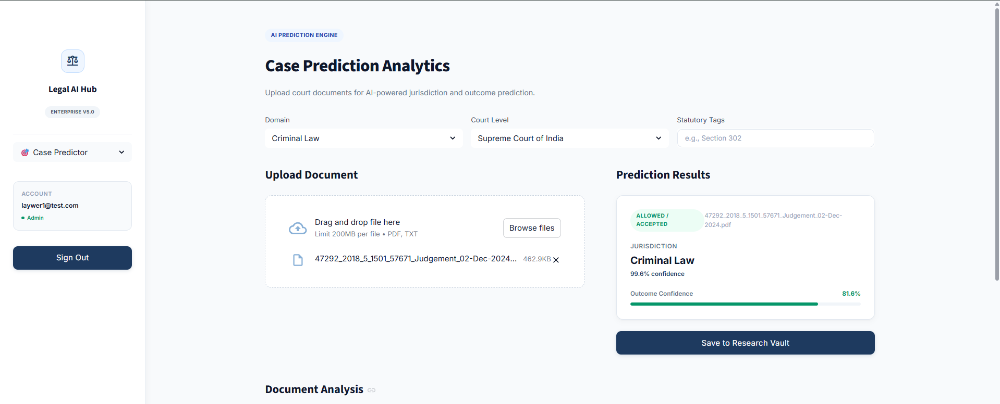 Legal AI Hub
ENTERPRISE V5.0
Case Predictor
ACCOUNT
laywer1@test.com
Admin
Sign Out
AI PREDICTION ENGINE
Case Prediction Analytics
Upload court documents for AI-powered jurisdiction and outcome prediction.
Domain
Criminal Law
Court Level
Supreme Court of India
Statutory Tags
e.g., Section 302
Upload Document
Drag and drop file here
Limit 200MB per file • PDF, TXT
Browse files
47292_2018_5_1501_57671_Judgement_02-Dec-2024... 462.9KB
Prediction Results
ALLOWED /
ACCEPTED
47292_2018_5_1501_57671_Judgement_02-Dec-
2024.pdf
JURISDICTION
Criminal Law
99.6% confidence
Outcome Confidence 81.6%
Save to Research Vault
Document Analysis